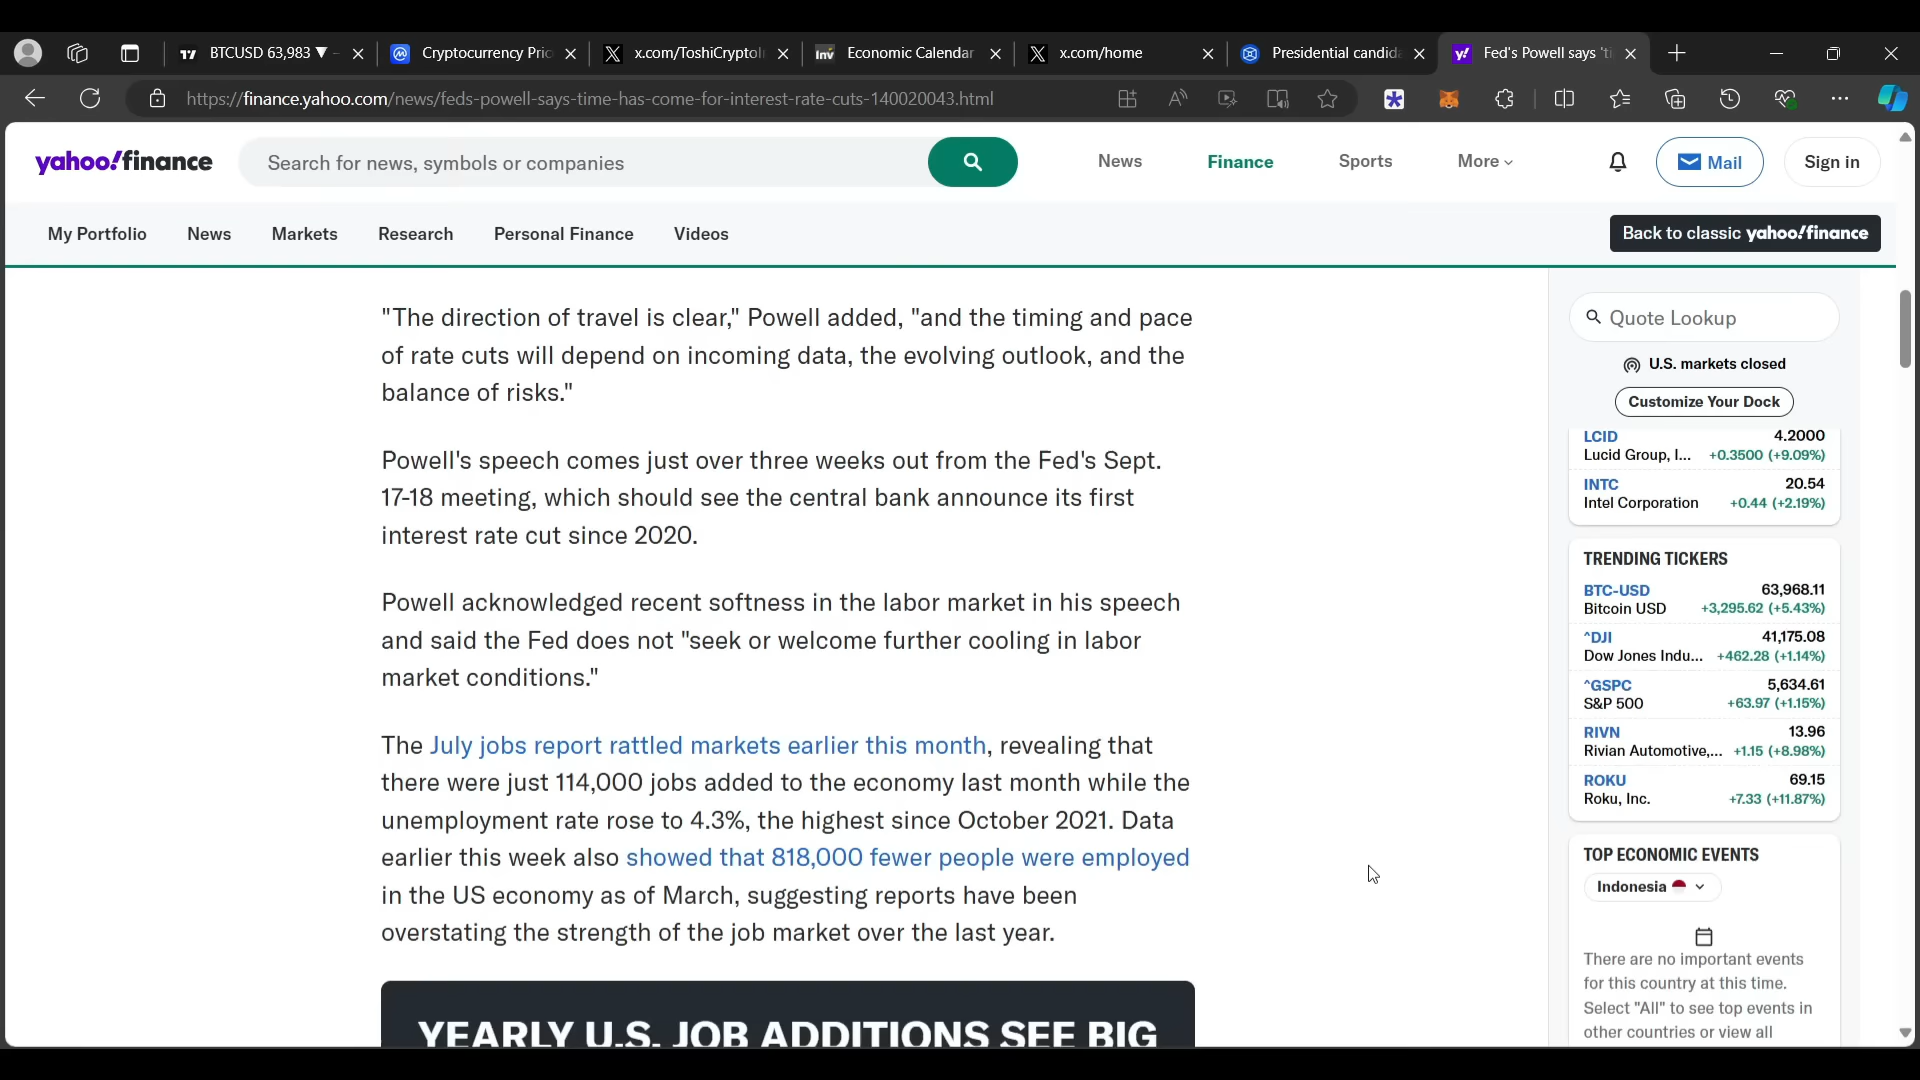 BTCUSD 63,983 ▼ -
Cryptocurrency Pric
x.com/ToshiCryptoI
Economic Calendar
x.com/home
Presidential candida
Fed's Powell says 'ti
https://finance.yahoo.com/news/feds-powell-says-time-has-come-for-interest-rate-cuts-140020043.html
yahoo!finance
Search for news, symbols or companies
News
Finance
Sports
More
Mail
Sign in
My Portfolio
News
Markets
Research
Personal Finance
Videos
Back to classic yahoo!finance
"The direction of travel is clear," Powell added, "and the timing and pace
of rate cuts will depend on incoming data, the evolving outlook, and the
balance of risks."
Powell's speech comes just over three weeks out from the Fed's Sept.
17-18 meeting, which should see the central bank announce its first
interest rate cut since 2020.
Powell acknowledged recent softness in the labor market in his speech
and said the Fed does not "seek or welcome further cooling in labor
market conditions."
The July jobs report rattled markets earlier this month, revealing that
there were just 114,000 jobs added to the economy last month while the
unemployment rate rose to 4.3%, the highest since October 2021. Data
earlier this week also showed that 818,000 fewer people were employed
in the US economy as of March, suggesting reports have been
overstating the strength of the job market over the last year.
YEARLY U.S. JOB ADDITIONS SEE BIG
Quote Lookup
U.S. markets closed
Customize Your Dock
LCID 4.2000
Lucid Group, I... +0.3500 (+9.09%)
INTC 20.54
Intel Corporation +0.44 (+2.19%)
TRENDING TICKERS
BTC-USD 63,968.11
Bitcoin USD +3,295.62 (+5.43%)
^DJI 41,175.08
Dow Jones Indu... +462.28 (+1.14%)
^GSPC 5,634.61
S&P 500 +63.97 (+1.15%)
RIVN 13.96
Rivian Automotive,... +1.15 (+8.98%)
ROKU 69.15
Roku, Inc. +7.33 (+11.87%)
TOP ECONOMIC EVENTS
Indonesia
There are no important events
for this country at this time.
Select "All" to see top events in
other countries or view all